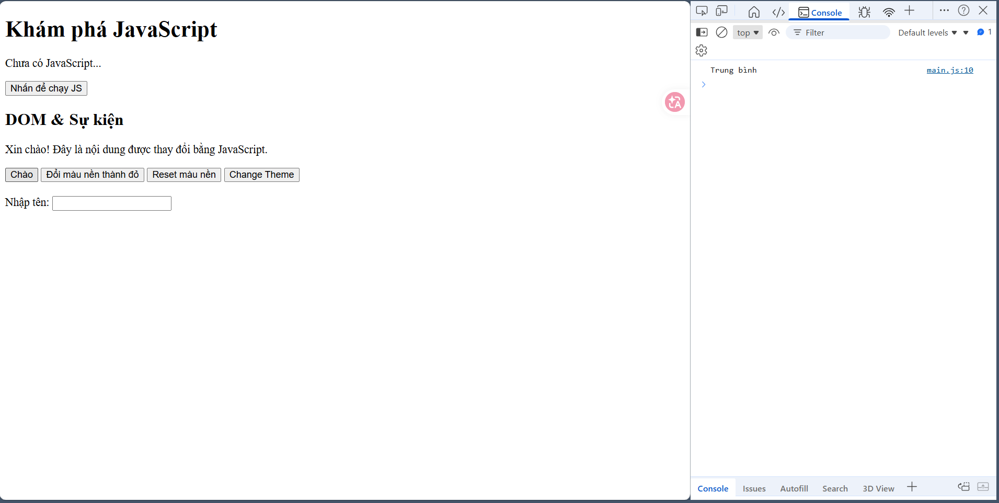 Khám phá JavaScript
Chưa có JavaScript...
Nhấn để chạy JS
DOM & Sự kiện
Xin chào! Đây là nội dung được thay đổi bằng JavaScript.
Chào Đổi màu nền thành đỏ Reset màu nền Change Theme
Nhập tên:
Console
top Filter Default levels 1
Trung bình main.js:10
Console Issues Autofill Search 3D View